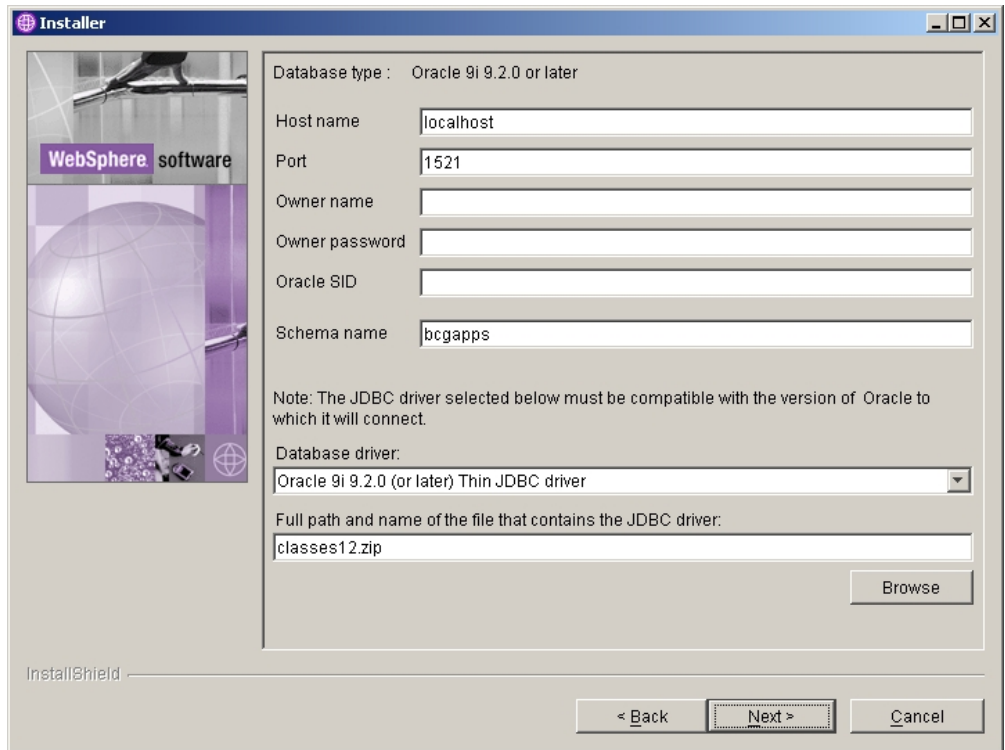 Installer
WebSphere software
Database type : Oracle 9i 9.2.0 or later
Host name localhost
Port 1521
Owner name
Owner password
Oracle SID
Schema name bcgapps
Note: The JDBC driver selected below must be compatible with the version of Oracle to
which it will connect.
Database driver:
Oracle 9i 9.2.0 (or later) Thin JDBC driver
Full path and name of the file that contains the JDBC driver:
classes12.zip
Browse
InstallShield
< Back Next > Cancel